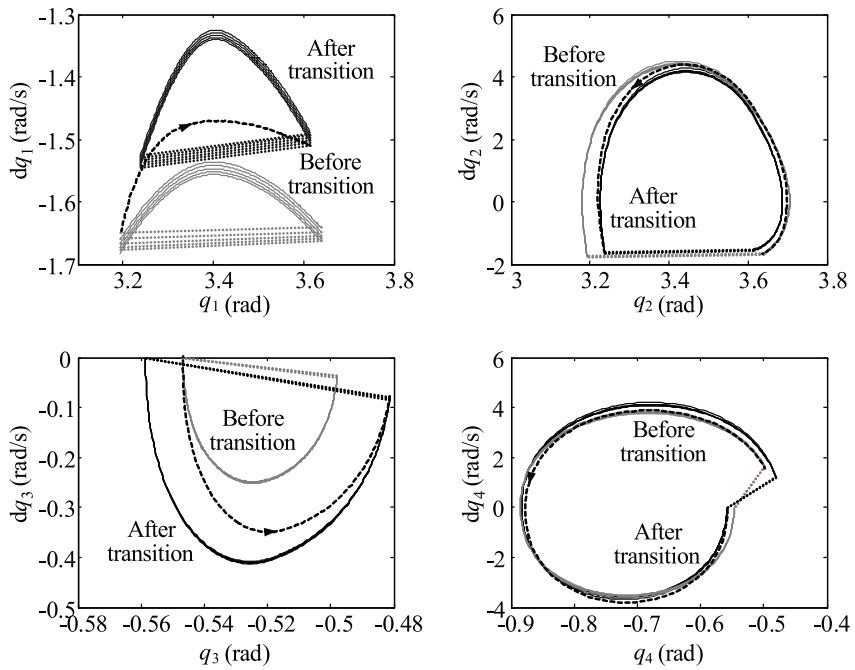 -1.3
-1.4
-1.5
-1.6
-1.7
dq1 (rad/s)
After
transition
Before
transition
3.2
3.4
3.6
3.8
q1 (rad)
6
4
2
0
-2
dq2 (rad/s)
Before
transition
After
transition
3
3.2
3.4
3.6
3.8
q2 (rad)
0
-0.1
-0.2
-0.3
-0.4
-0.5
dq3 (rad/s)
Before
transition
After
transition
-0.58
-0.56
-0.54
-0.52
-0.5
-0.48
q3 (rad)
6
4
2
0
-2
-4
dq4 (rad/s)
Before
transition
After
transition
-0.9
-0.8
-0.7
-0.6
-0.5
-0.4
q4 (rad)